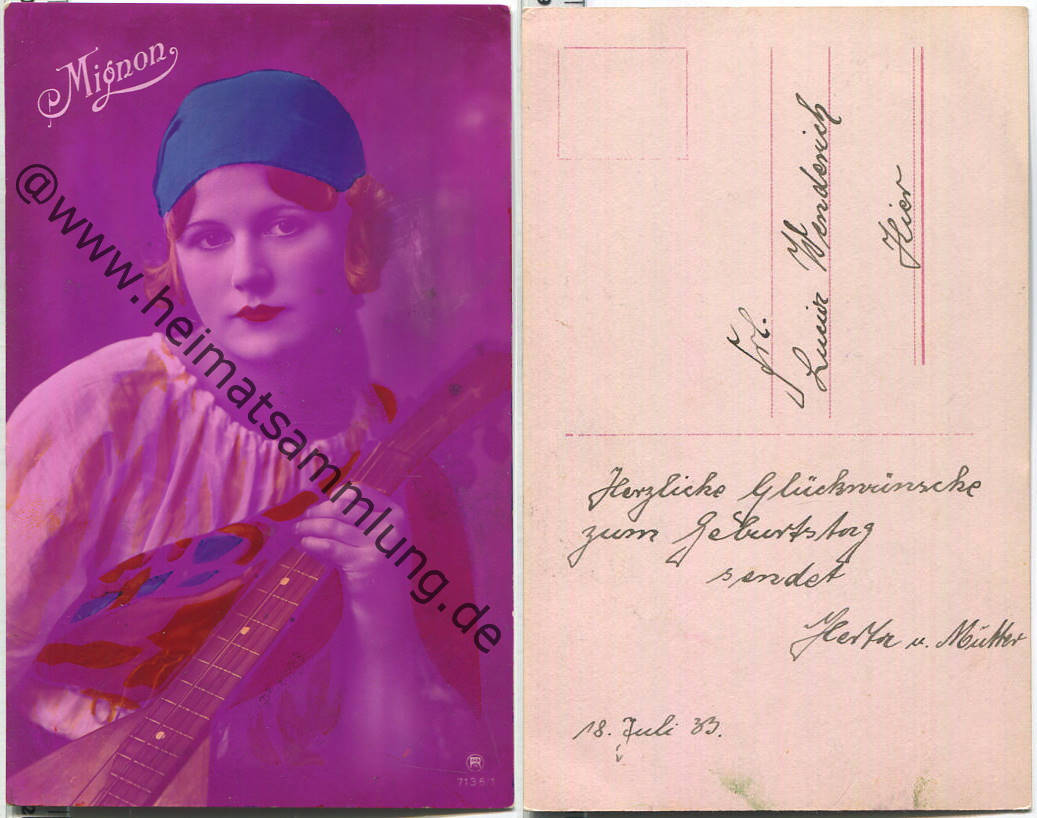 Mignon
@www.heimatsammlung.de
7135/1
Frl.
Lucie Wenderich
Hier
Herzliche Glückwünsche
zum Geburtstag
sendet
Herta u. Mutter
18. Juli 33.